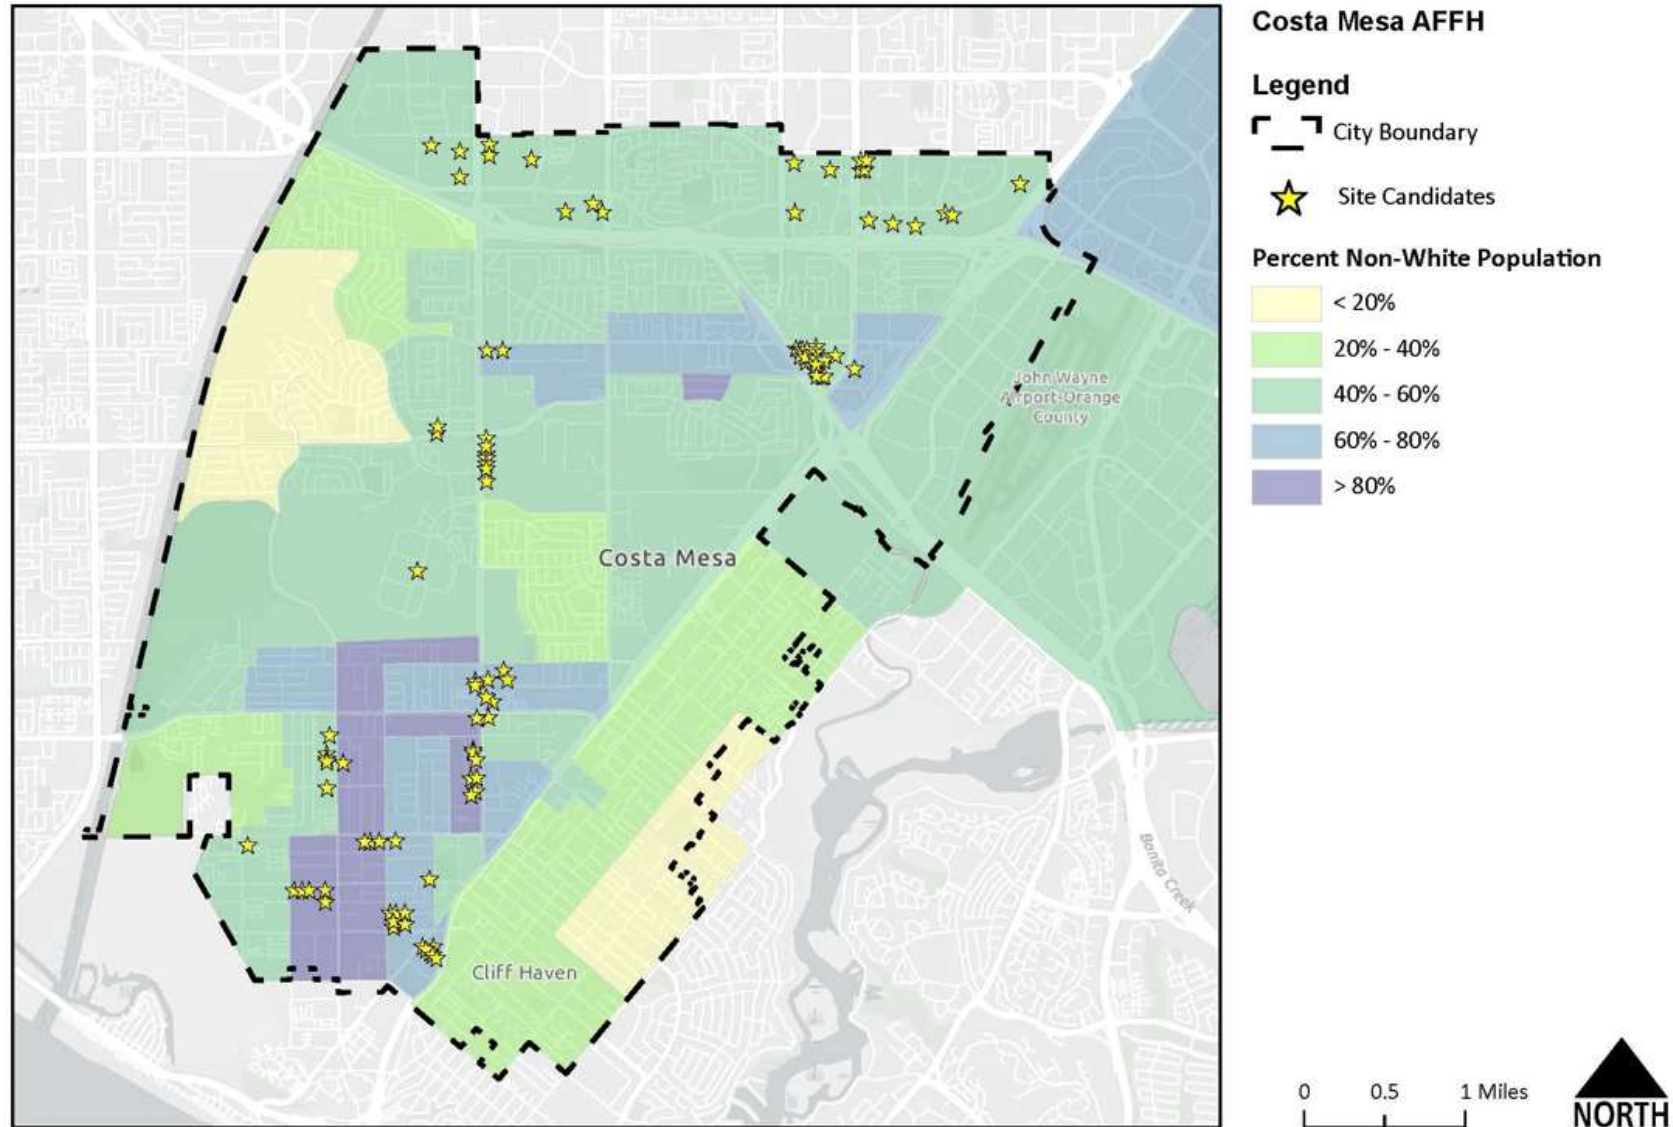 Costa Mesa AFFH
Legend
City Boundary
Site Candidates
Percent Non-White Population
< 20%
20% - 40%
40% - 60%
60% - 80%
> 80%
John Wayne
Airport-Orange
County
Costa Mesa
Cliff Haven
Bonita Creek
0 0.5 1 Miles
NORTH